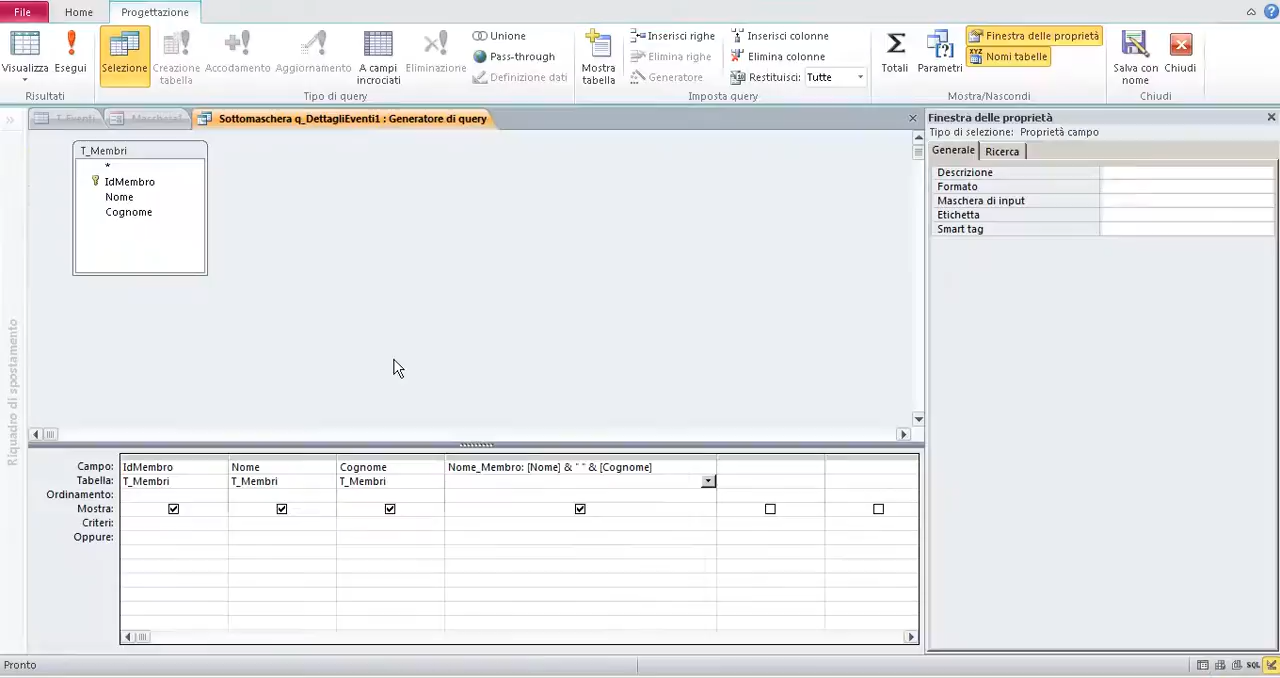 File Home Progettazione
Visualizza Esegui Selezione Creazione tabella Accodamento Aggiornamento A campi incrociati Eliminazione
Unione
Pass-through
Definizione dati
Mostra tabella
Inserisci righe
Elimina righe
Generatore
Inserisci colonne
Elimina colonne
Restituisci: Tutte
Totali Parametri
Finestra delle proprietà
Nomi tabelle
Salva con nome Chiudi
Risultati Tipo di query Imposta query Mostra/Nascondi Chiudi
T_Eventi Sottomaschera q_DettagliEventi1 : Generatore di query
Finestra delle proprietà
Tipo di selezione: Proprietà campo
Generale Ricerca
Descrizione
Formato
Maschera di input
Etichetta
Smart tag
T_Membri
*
IdMembro
Nome
Cognome
Riquadro di spostamento
Campo: IdMembro Nome Cognome Nome_Membro: [Nome] & " " & [Cognome]
Tabella: T_Membri T_Membri T_Membri
Ordinamento:
Mostra:
Criteri:
Oppure:
Pronto
SQL